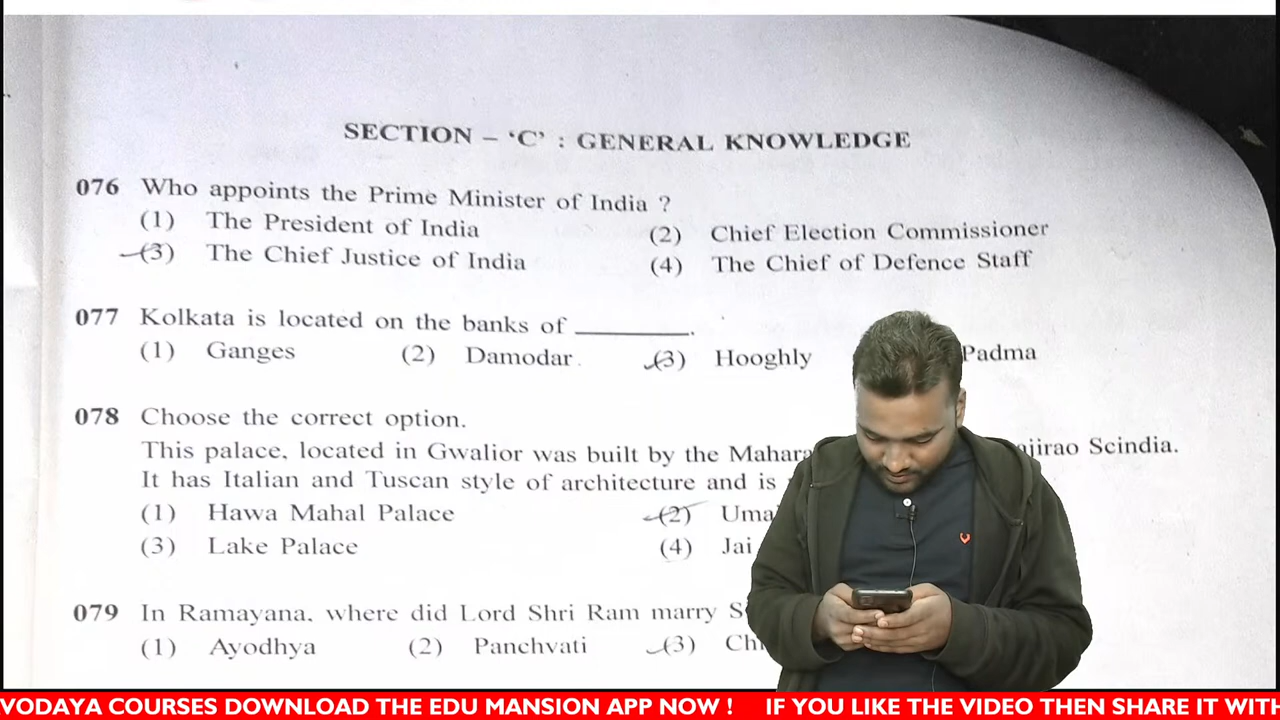 SECTION – ‘C’ : GENERAL KNOWLEDGE
076 Who appoints the Prime Minister of India ?
(1) The President of India (2) Chief Election Commissioner
(3) The Chief Justice of India (4) The Chief of Defence Staff
077 Kolkata is located on the banks of ________.
(1) Ganges (2) Damodar (3) Hooghly Padma
078 Choose the correct option.
This palace, located in Gwalior was built by the Scindia.
It has Italian and Tuscan style of architecture and is
(1) Hawa Mahal Palace (2)
(3) Lake Palace (4) Jai
079 In Ramayana, where did Lord Shri Ram marry
(1) Ayodhya (2) Panchvati (3)
COURSES DOWNLOAD THE EDU MANSION APP NOW ! IF YOU LIKE THE VIDEO THEN SHARE IT WITH